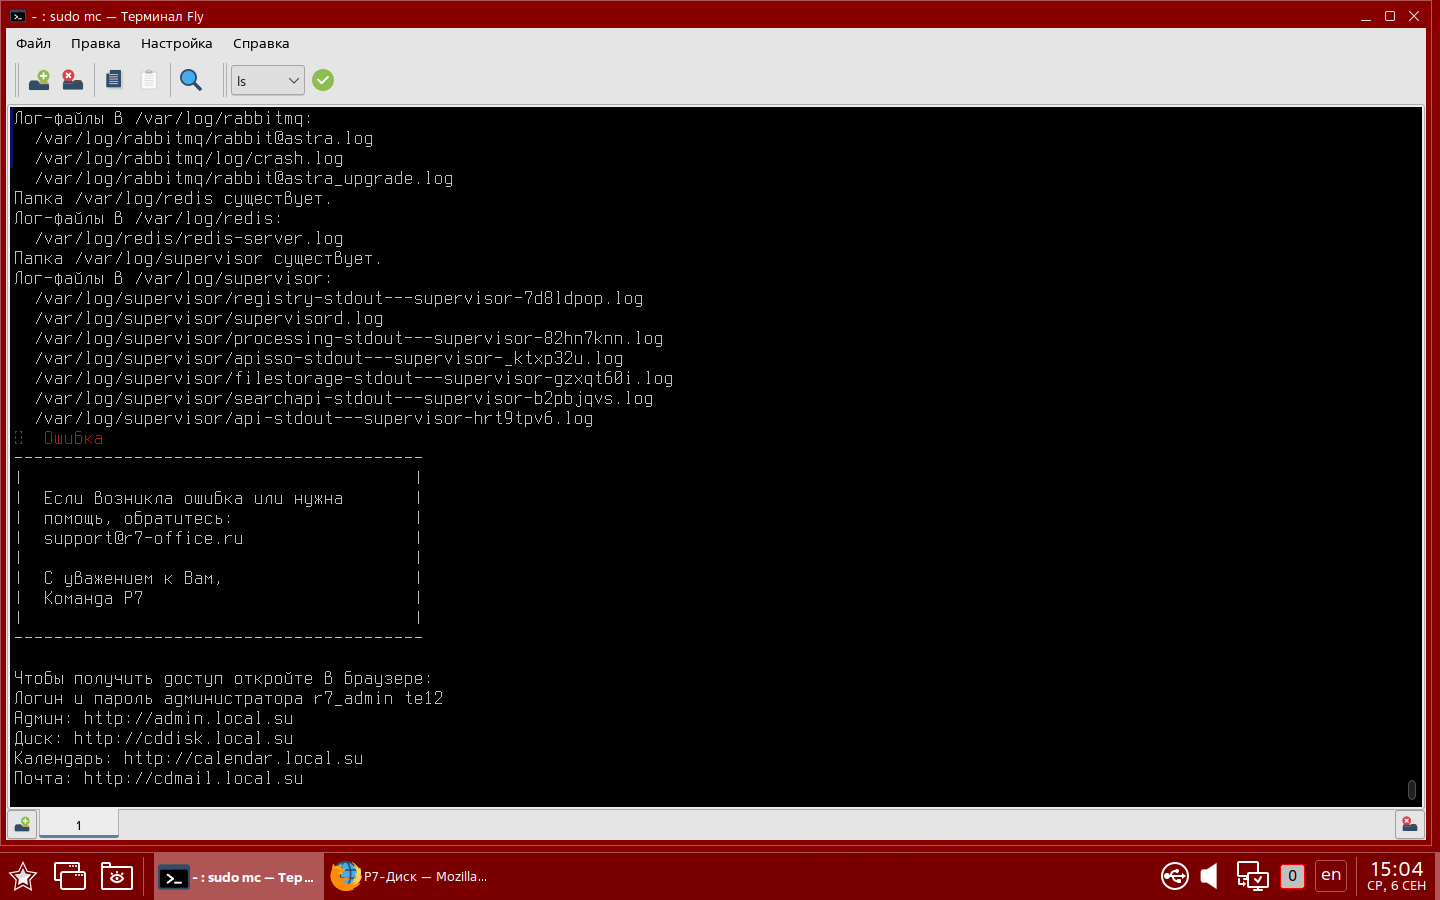 - : sudo mc — Терминал Fly
Файл Правка Настройка Справка
ls
Лог-файлы в /var/log/rabbitmq:
/var/log/rabbitmq/rabbit@astra.log
/var/log/rabbitmq/log/crash.log
/var/log/rabbitmq/rabbit@astra_upgrade.log
Папка /var/log/redis существует.
Лог-файлы в /var/log/redis:
/var/log/redis/redis-server.log
Папка /var/log/supervisor существует.
Лог-файлы в /var/log/supervisor:
/var/log/supervisor/registry-stdout---supervisor-7d8ldpop.log
/var/log/supervisor/supervisord.log
/var/log/supervisor/processing-stdout---supervisor-82hn7knn.log
/var/log/supervisor/apisso-stdout---supervisor-_ktxp32u.log
/var/log/supervisor/filestorage-stdout---supervisor-gzxqt60i.log
/var/log/supervisor/searchapi-stdout---supervisor-b2pbjqvs.log
/var/log/supervisor/api-stdout---supervisor-hrt9tpv6.log
Ошибка
-----------------------------------------
| |
| Если возникла ошибка или нужна |
| помощь, обратитесь: |
| support@r7-office.ru |
| |
| С уважением к Вам, |
| Команда Р7 |
| |
-----------------------------------------
Чтобы получить доступ откройте в браузере:
Логин и пароль администратора r7_admin te12
Админ: http://admin.local.su
Диск: http://cddisk.local.su
Календарь: http://calendar.local.su
Почта: http://cdmail.local.su
1
- : sudo mc — Тер...
Р7-Диск — Mozilla...
0
en
15:04
СР, 6 СЕН